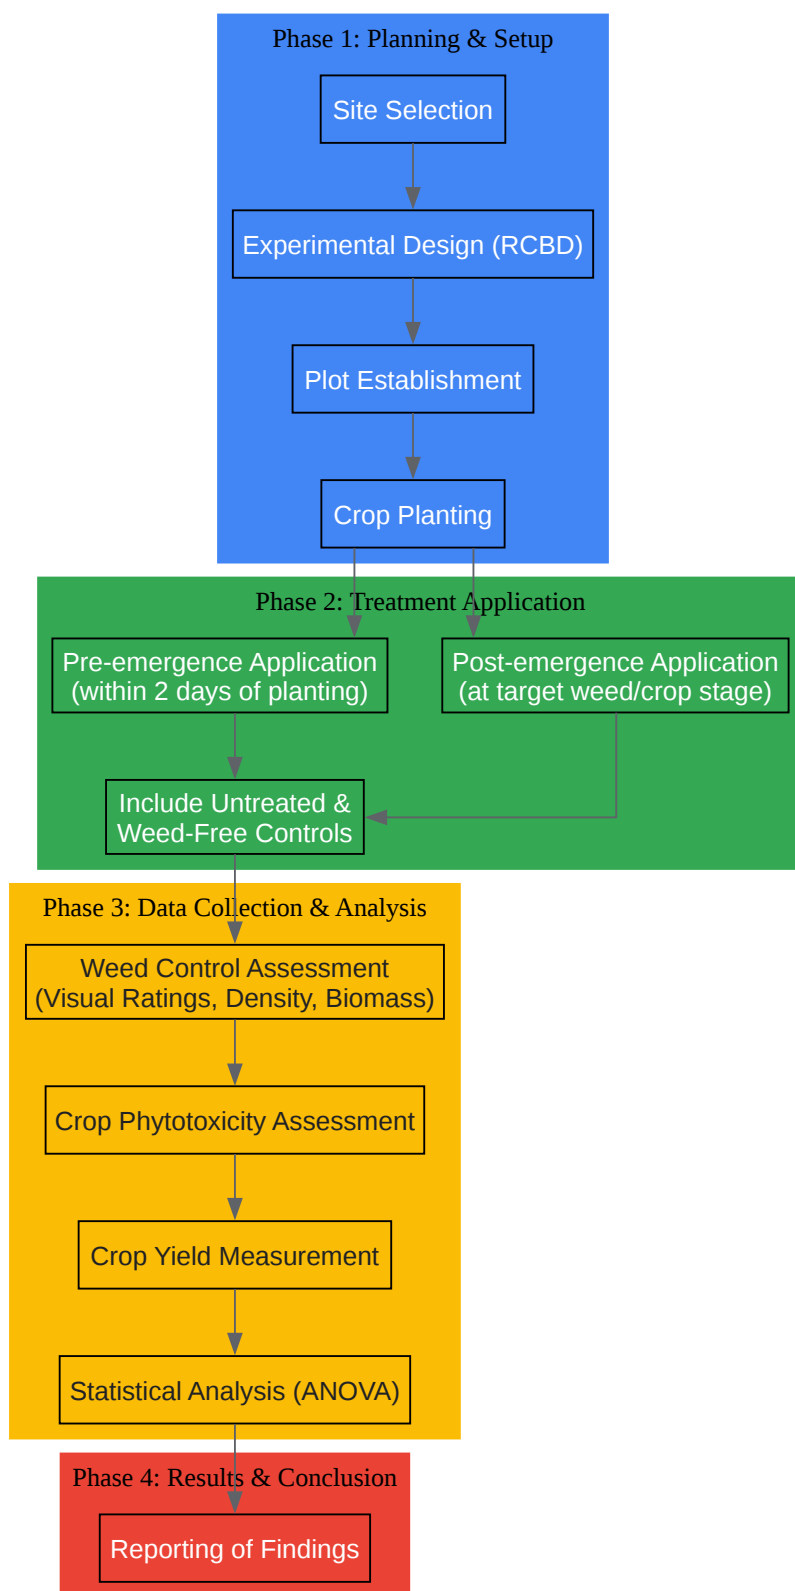 Phase 1: Planning & Setup
Site Selection
Experimental Design (RCBD)
Plot Establishment
Crop Planting
Phase 2: Treatment Application
Pre-emergence Application
(within 2 days of planting)
Post-emergence Application
(at target weed/crop stage)
Include Untreated &
Weed-Free Controls
Phase 3: Data Collection & Analysis
Weed Control Assessment
(Visual Ratings, Density, Biomass)
Crop Phytotoxicity Assessment
Crop Yield Measurement
Statistical Analysis (ANOVA)
Phase 4: Results & Conclusion
Reporting of Findings